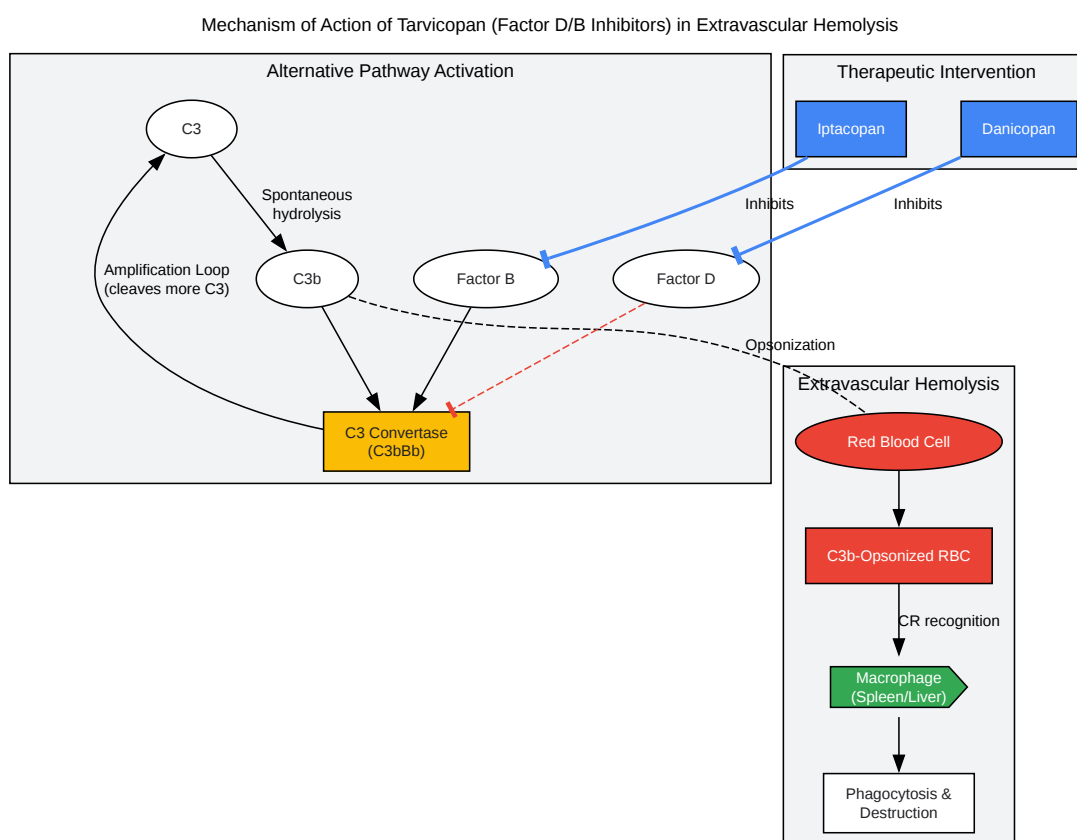 Mechanism of Action of Tarvicopan (Factor D/B Inhibitors) in Extravascular Hemolysis
Alternative Pathway Activation
C3
Spontaneous
hydrolysis
Amplification Loop
(cleaves more C3)
C3b
Factor B
Factor D
C3 Convertase
(C3bBb)
Therapeutic Intervention
Iptacopan
Danicopan
Inhibits
Inhibits
Opsonization
Extravascular Hemolysis
Red Blood Cell
C3b-Opsonized RBC
CR recognition
Macrophage
(Spleen/Liver)
Phagocytosis &
Destruction